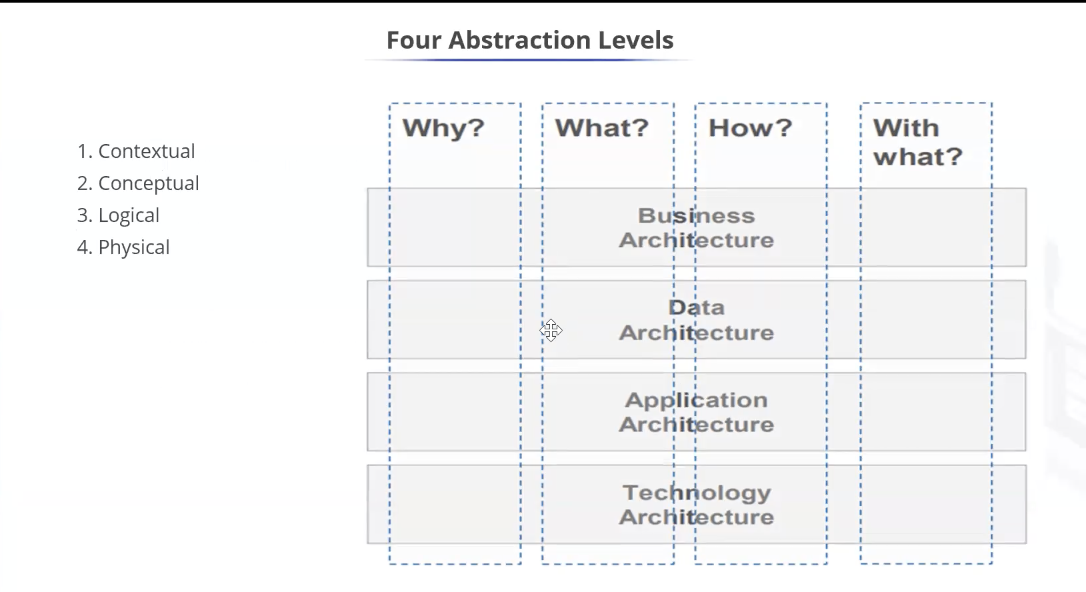 Four Abstraction Levels
1. Contextual
2. Conceptual
3. Logical
4. Physical
Why?
What?
How?
With
what?
Business
Architecture
Data
Architecture
Application
Architecture
Technology
Architecture